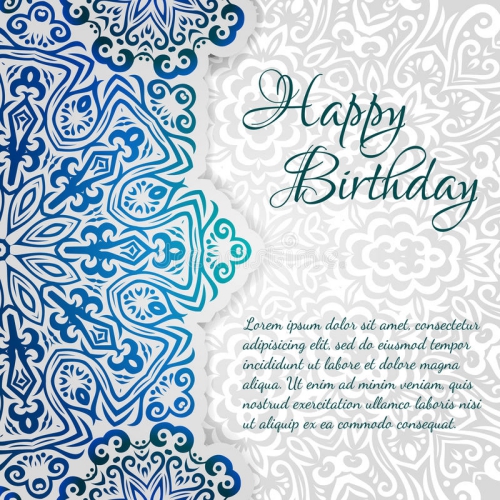 Happy
Birthday
Lorem ipsum dolor sit amet, consectetur
adipisicing elit, sed do eiusmod tempor
incididunt ut labore et dolore magna
aliqua. Ut enim ad minim veniam, quis
nostrud exercitation ullamco laboris nisi
ut aliquip ex ea commodo consequat.